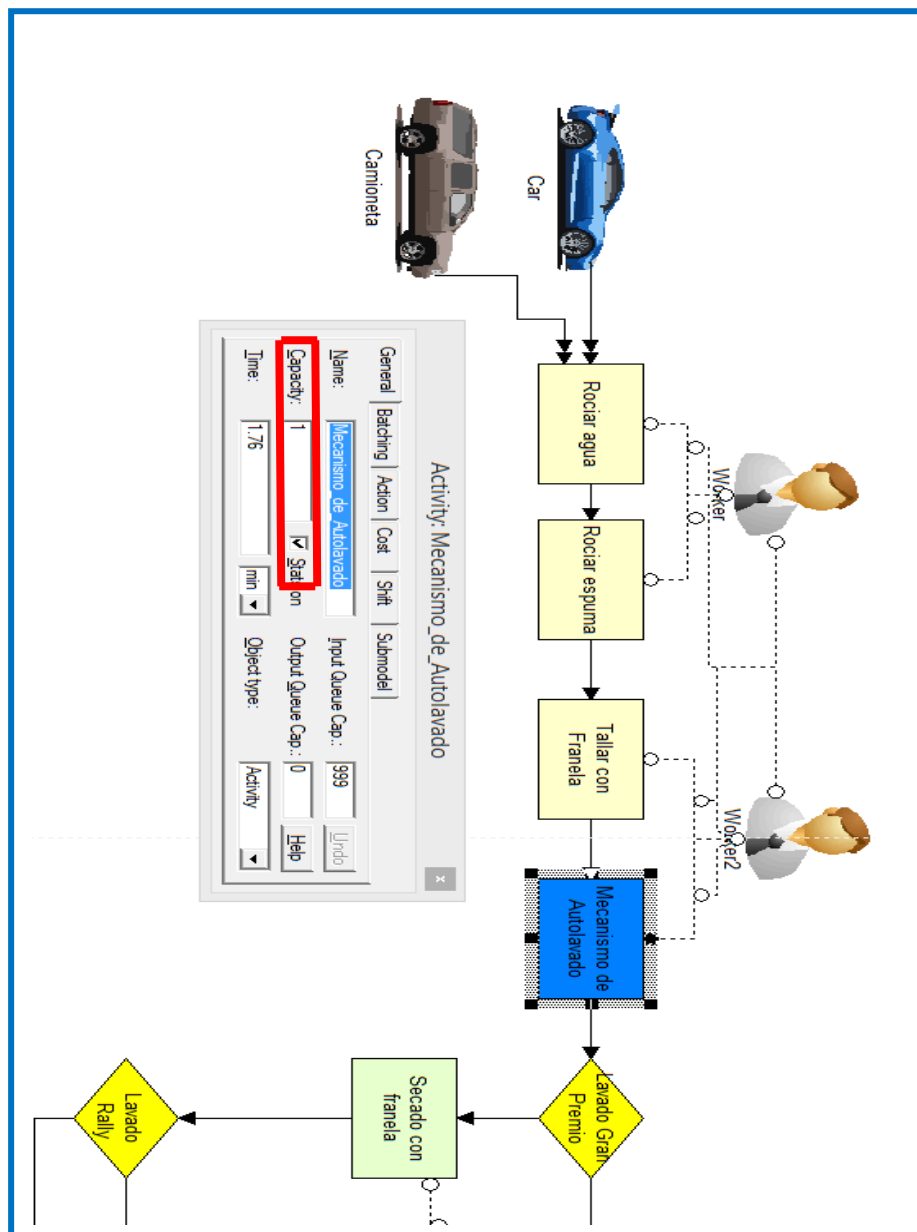 Worker
Worker2
Car
Camioneta
Rociar agua
Rociar espuma
Tallar con
Franela
Mecanismo de
Autolavado
Lavado Gran
Premio
Secado con
franela
Lavado
Rally
Activity: Mecanismo_de_Autolavado
x
General Batching Action Cost Shift Submodel
Name: Mecanismo_de_Autolavado Input Queue Cap.: 999 Undo
Capacity: 1 Station Output Queue Cap.: 0 Help
Time: 1.76 min Object type: Activity